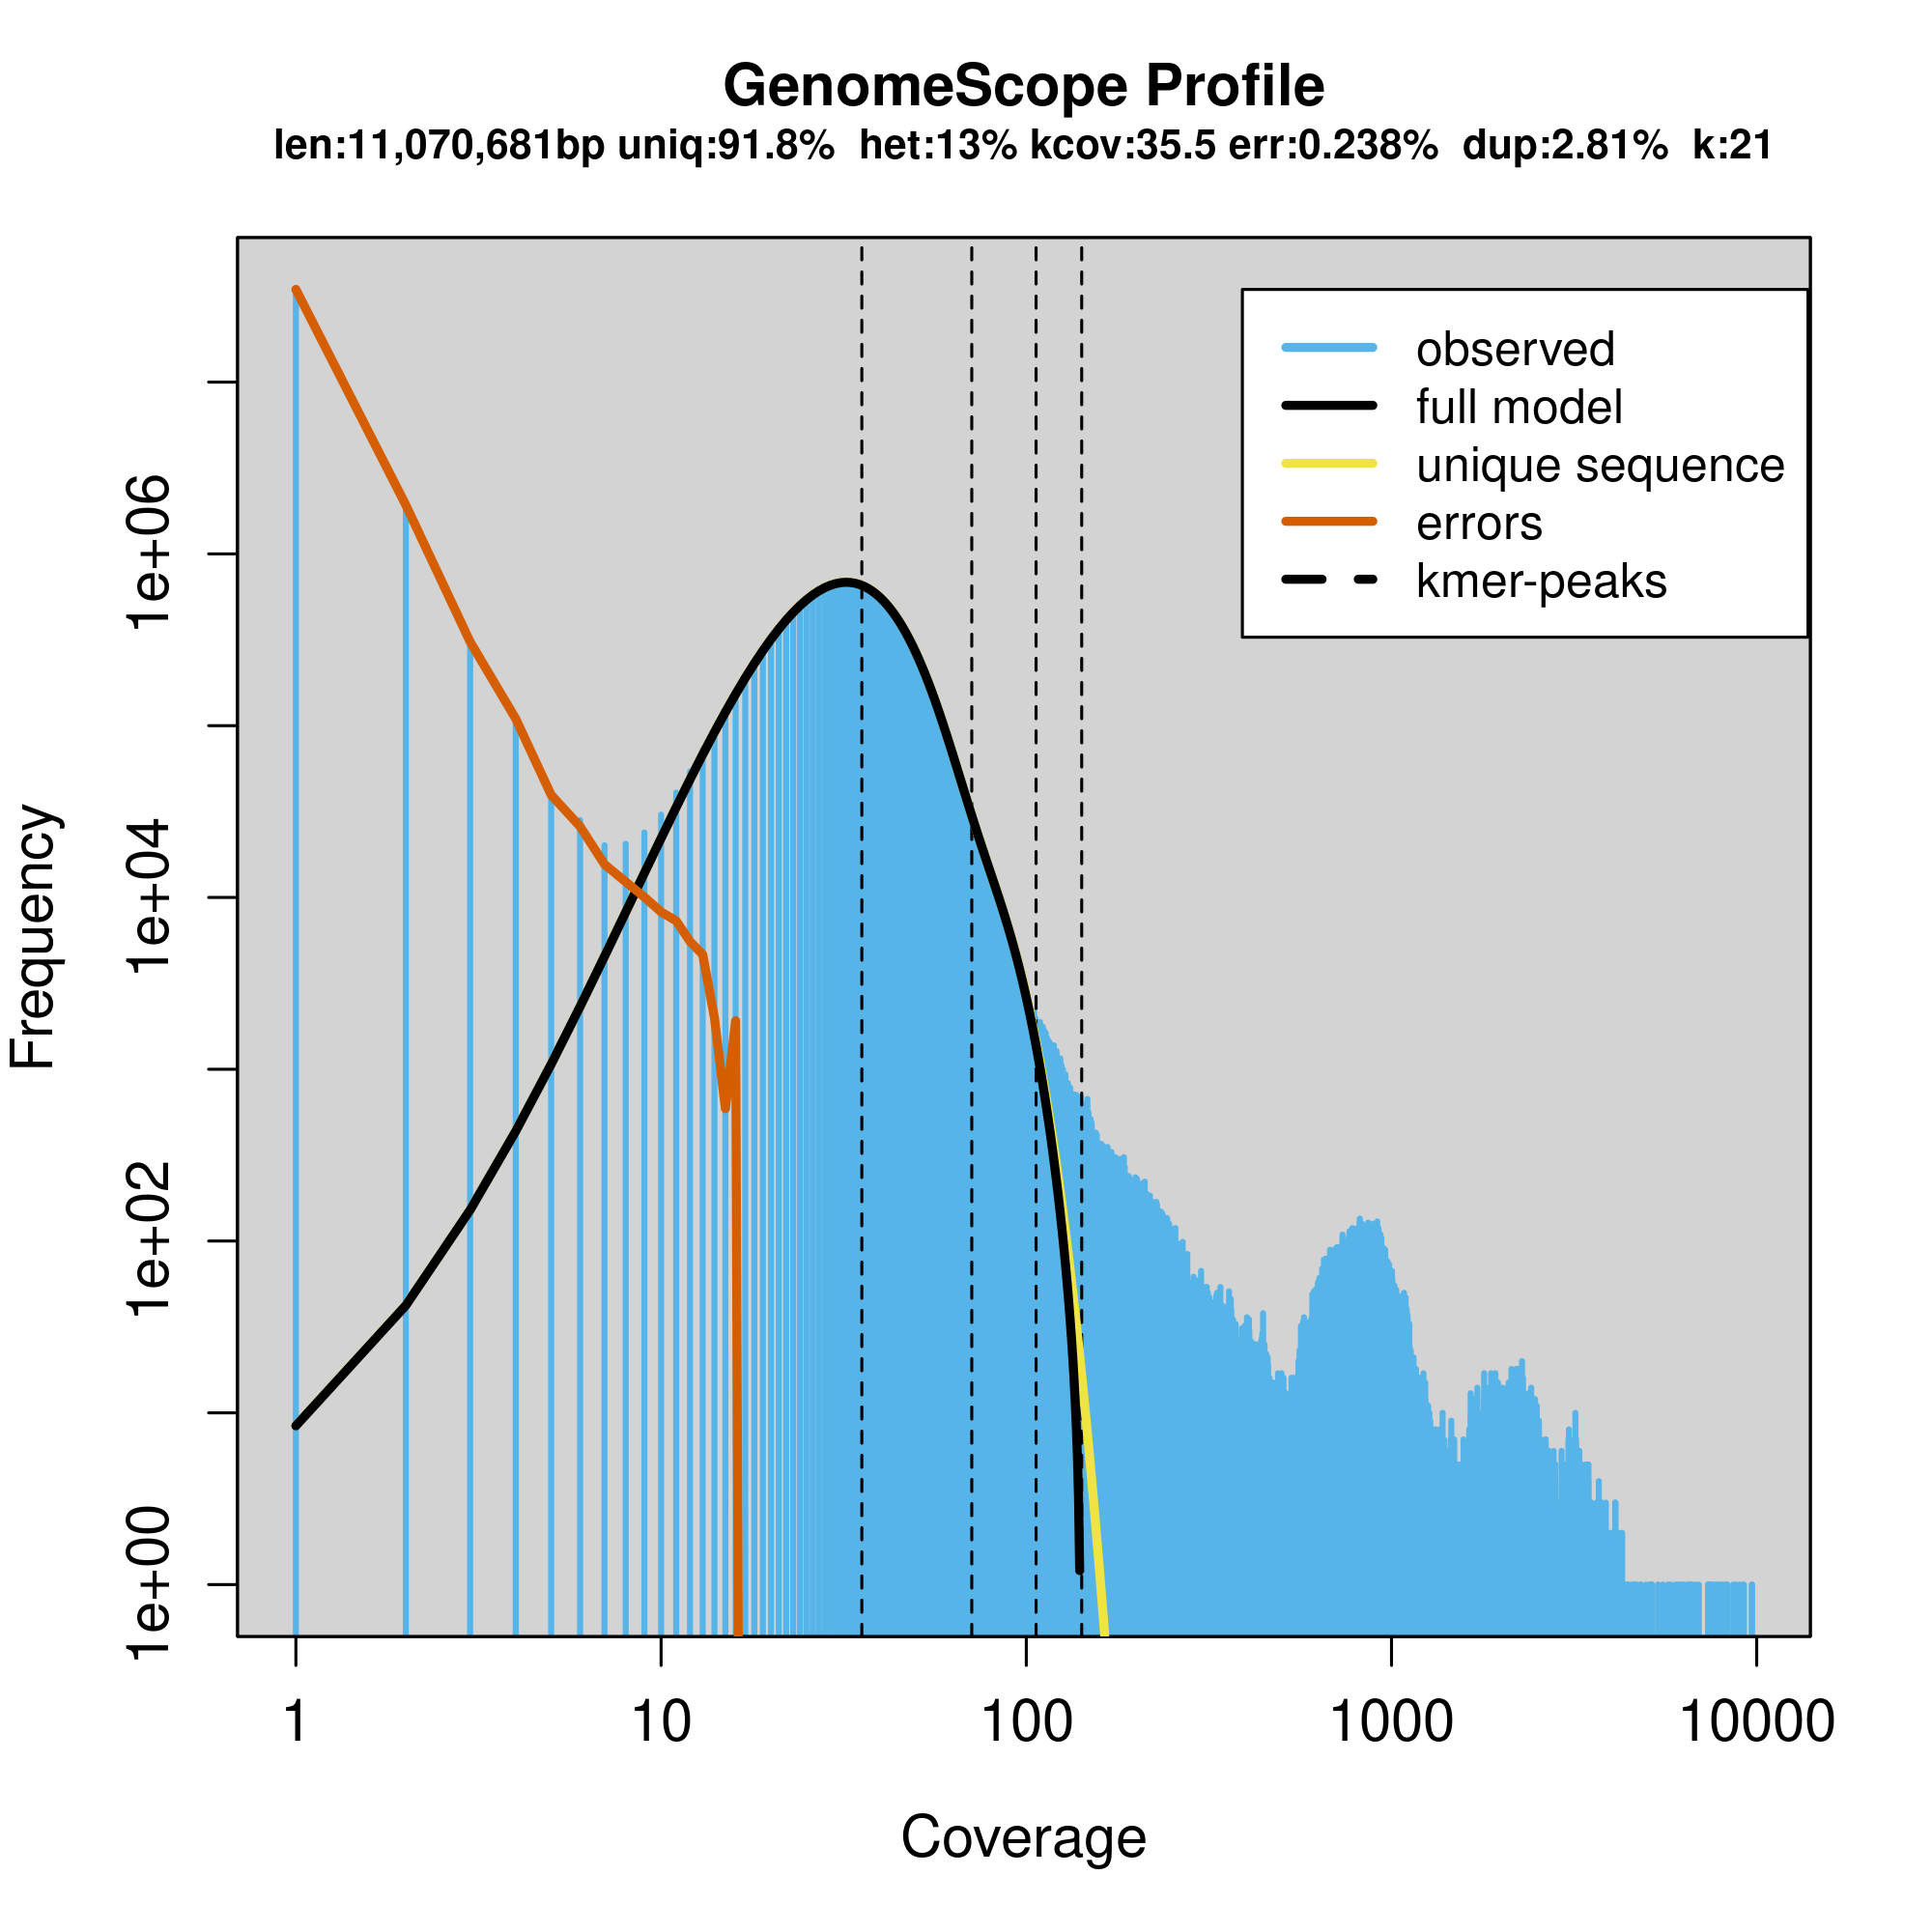 GenomeScope Profile
len:11,070,681bp uniq:91.8% het:13% kcov:35.5 err:0.238% dup:2.81% k:21
observed
full model
unique sequence
errors
kmer-peaks
Frequency
1e+06
1e+04
1e+02
1e+00
1 10 100 1000 10000
Coverage